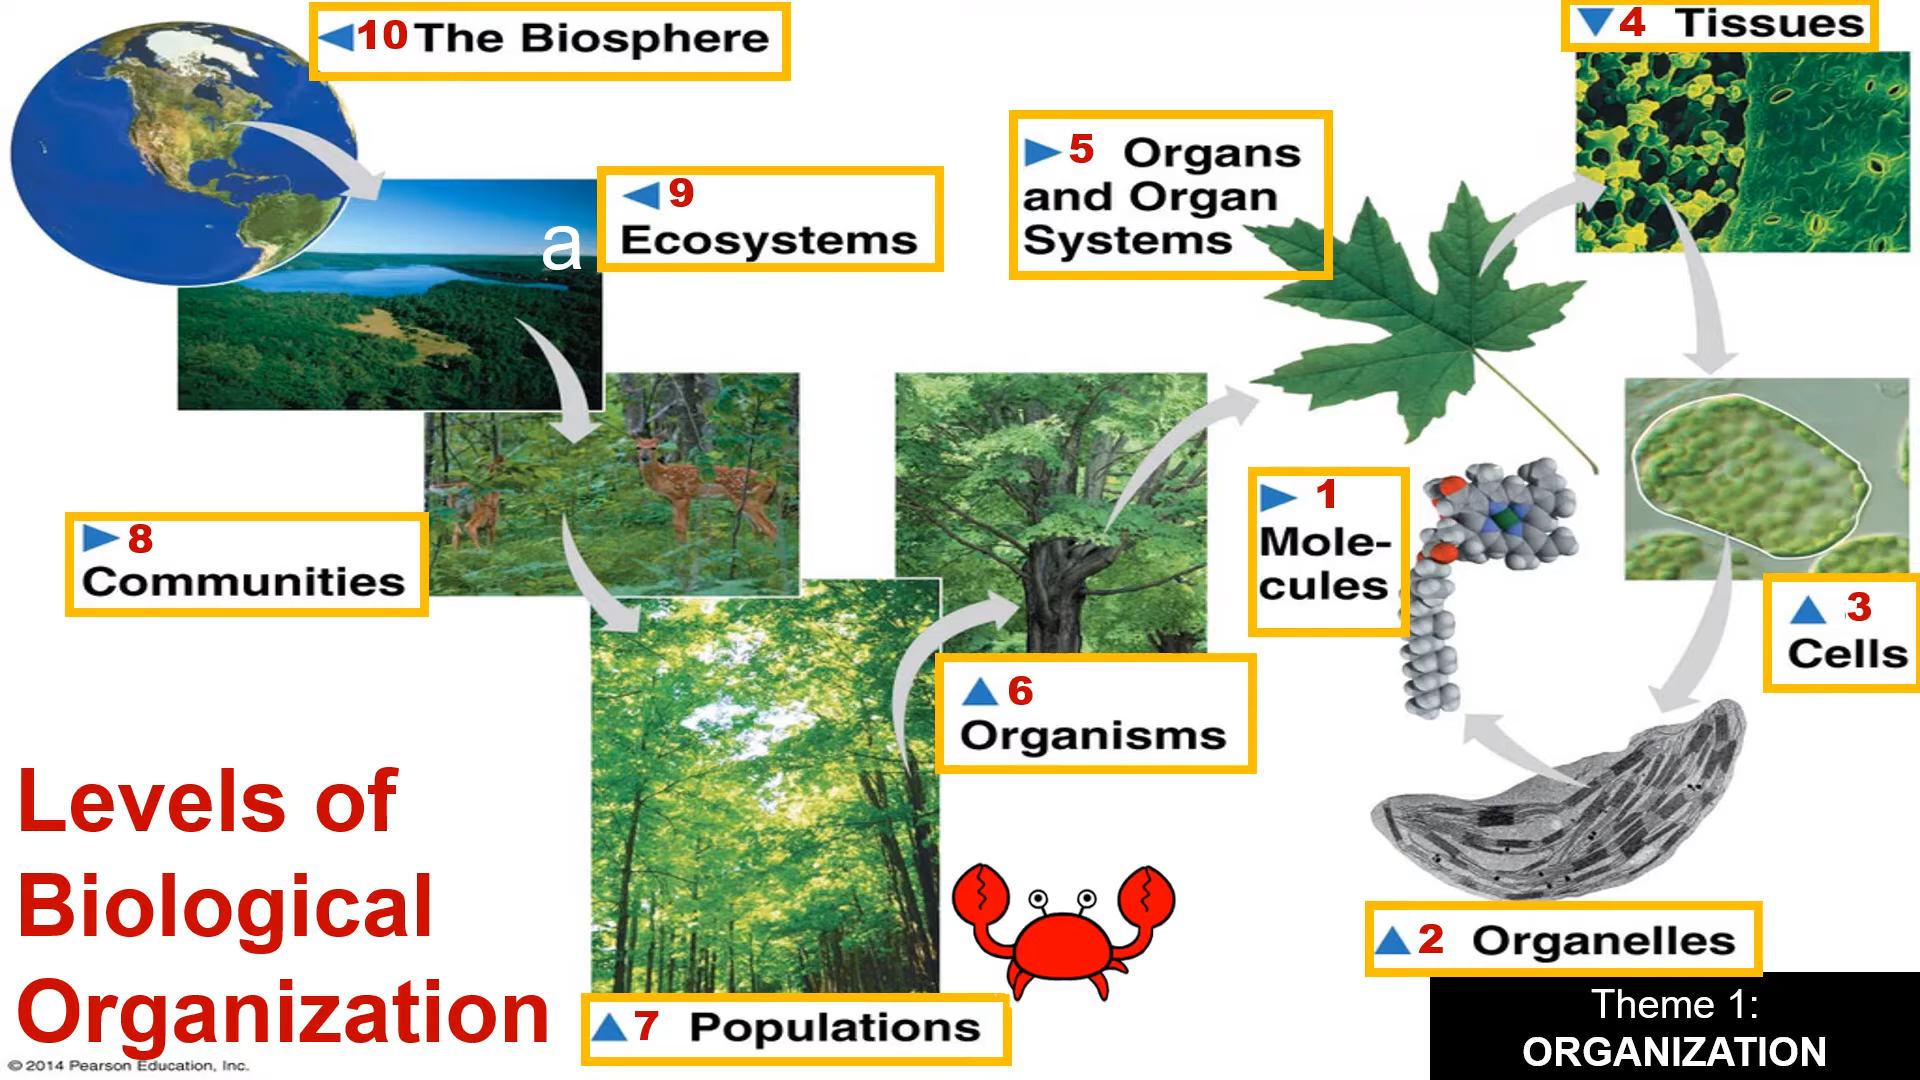 10 The Biosphere
4 Tissues
5 Organs
and Organ
Systems
9
Ecosystems
a
1
Mole-
cules
8
Communities
3
Cells
6
Organisms
Levels of
Biological
Organization
2 Organelles
7 Populations
Theme 1:
ORGANIZATION
© 2014 Pearson Education, Inc.